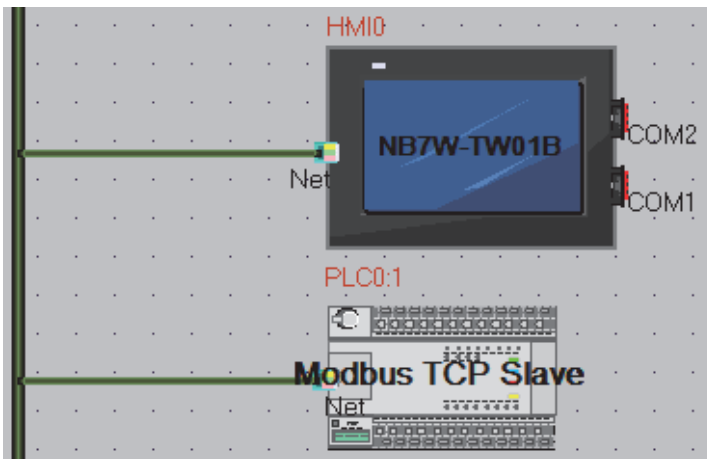 HMI0
NB7W-TW01B
COM2
Net
COM1
PLC0:1
Modbus TCP Slave
Net